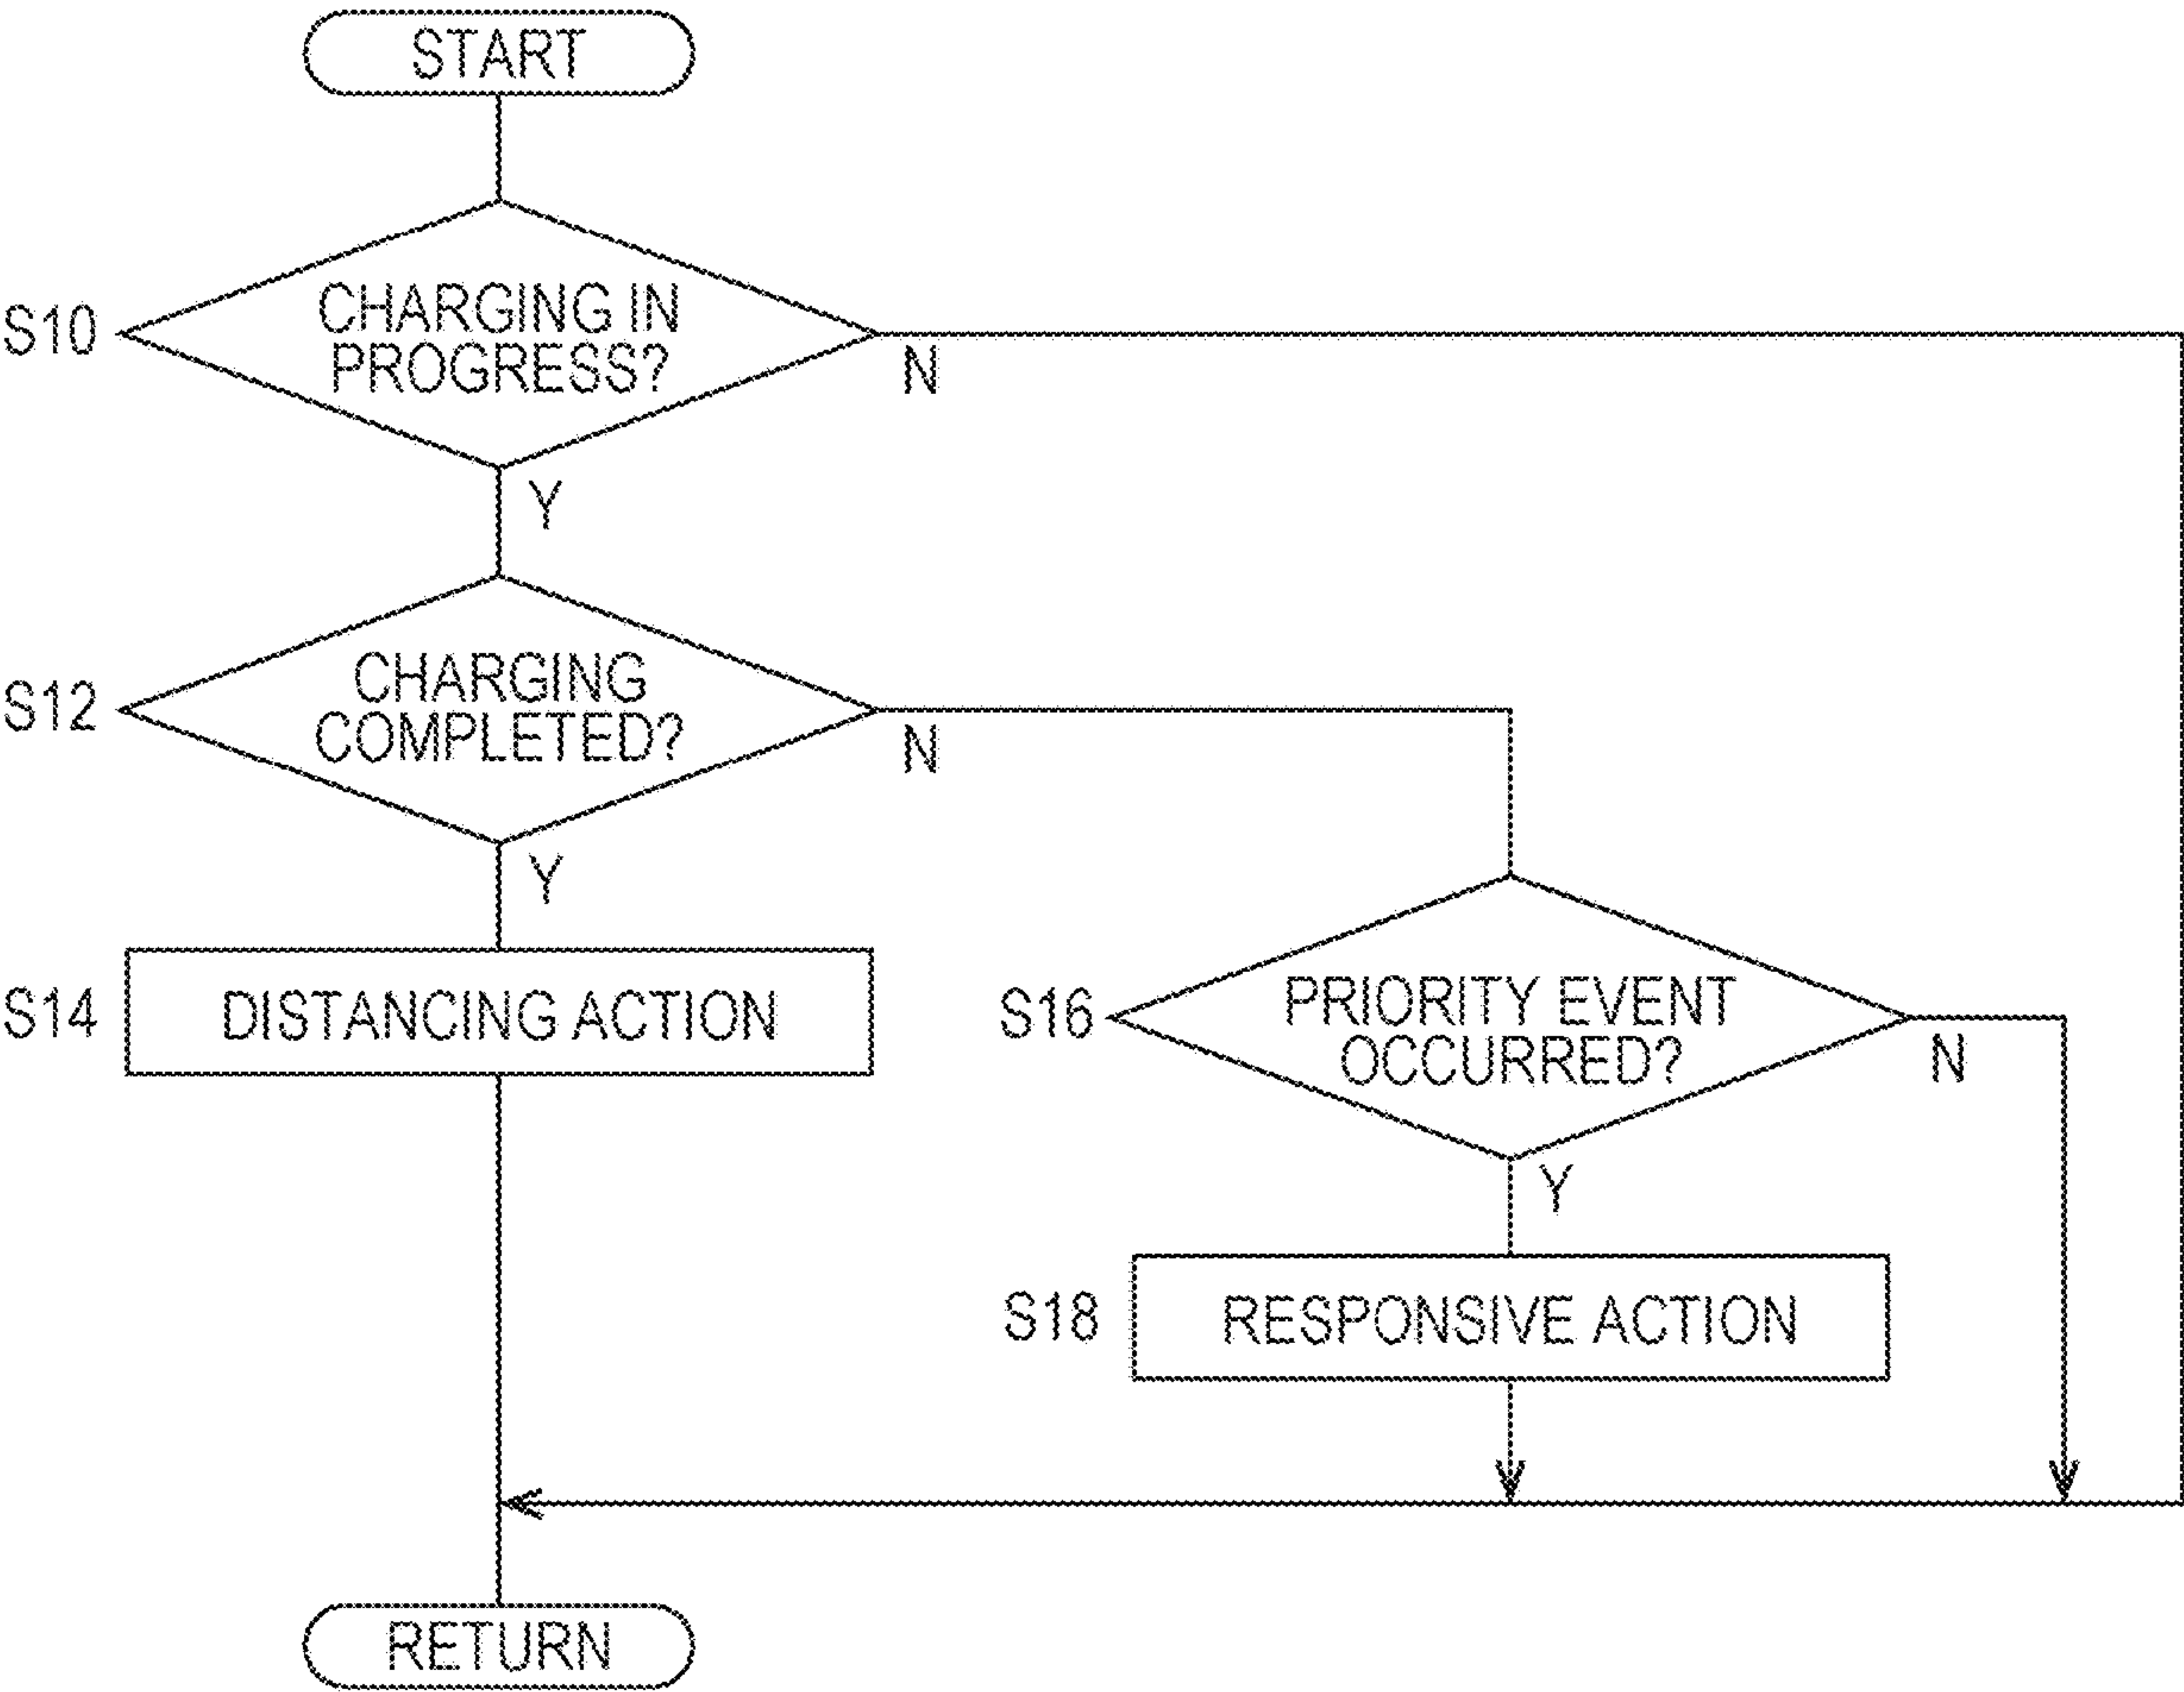 START
S10
CHARGING IN
PROGRESS?
N
Y
S12
CHARGING
COMPLETED?
N
Y
S14
DISTANCING ACTION
S16
PRIORITY EVENT
OCCURRED?
N
Y
S18
RESPONSIVE ACTION
RETURN